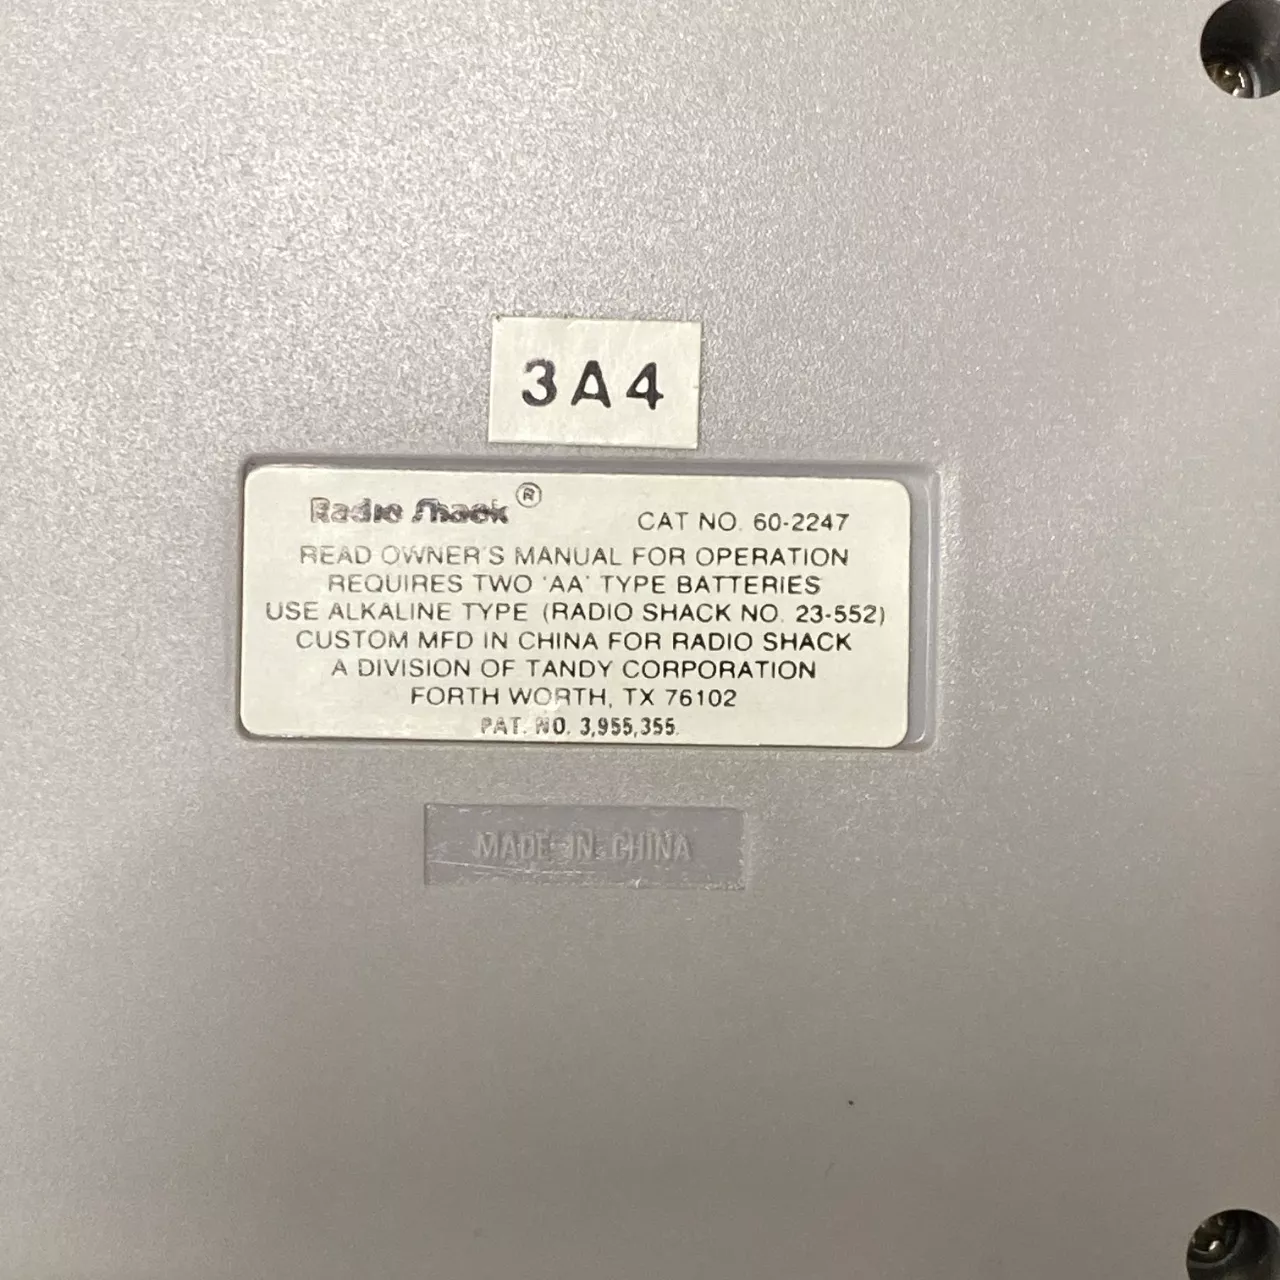 3A4
Radio Shack® CAT NO. 60-2247
READ OWNER'S MANUAL FOR OPERATION
REQUIRES TWO 'AA' TYPE BATTERIES
USE ALKALINE TYPE (RADIO SHACK NO. 23-552)
CUSTOM MFD IN CHINA FOR RADIO SHACK
A DIVISION OF TANDY CORPORATION
FORTH WORTH, TX 76102
PAT. NO. 3,955,355.
MADE IN CHINA